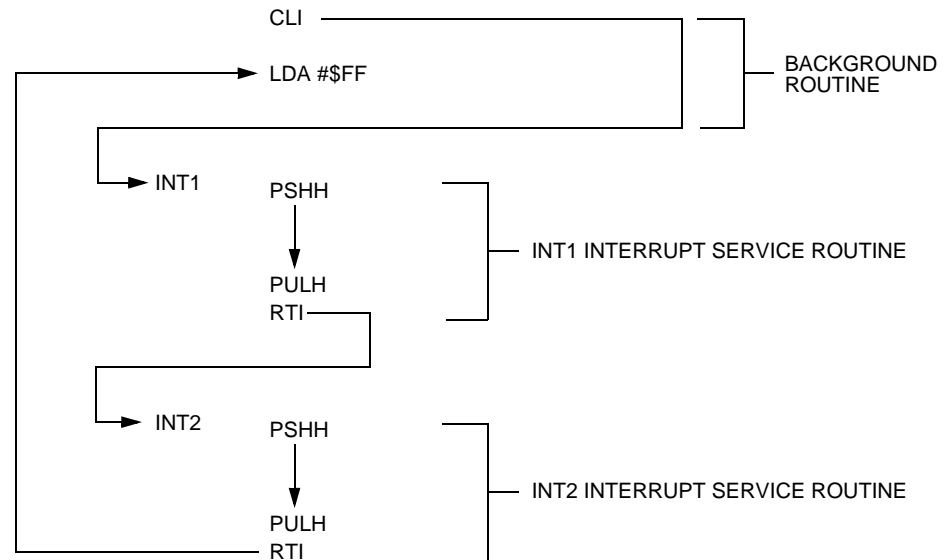 CLI
LDA #$FF
BACKGROUND
ROUTINE
INT1
PSHH
INT1 INTERRUPT SERVICE ROUTINE
PULH
RTI
INT2
PSHH
INT2 INTERRUPT SERVICE ROUTINE
PULH
RTI